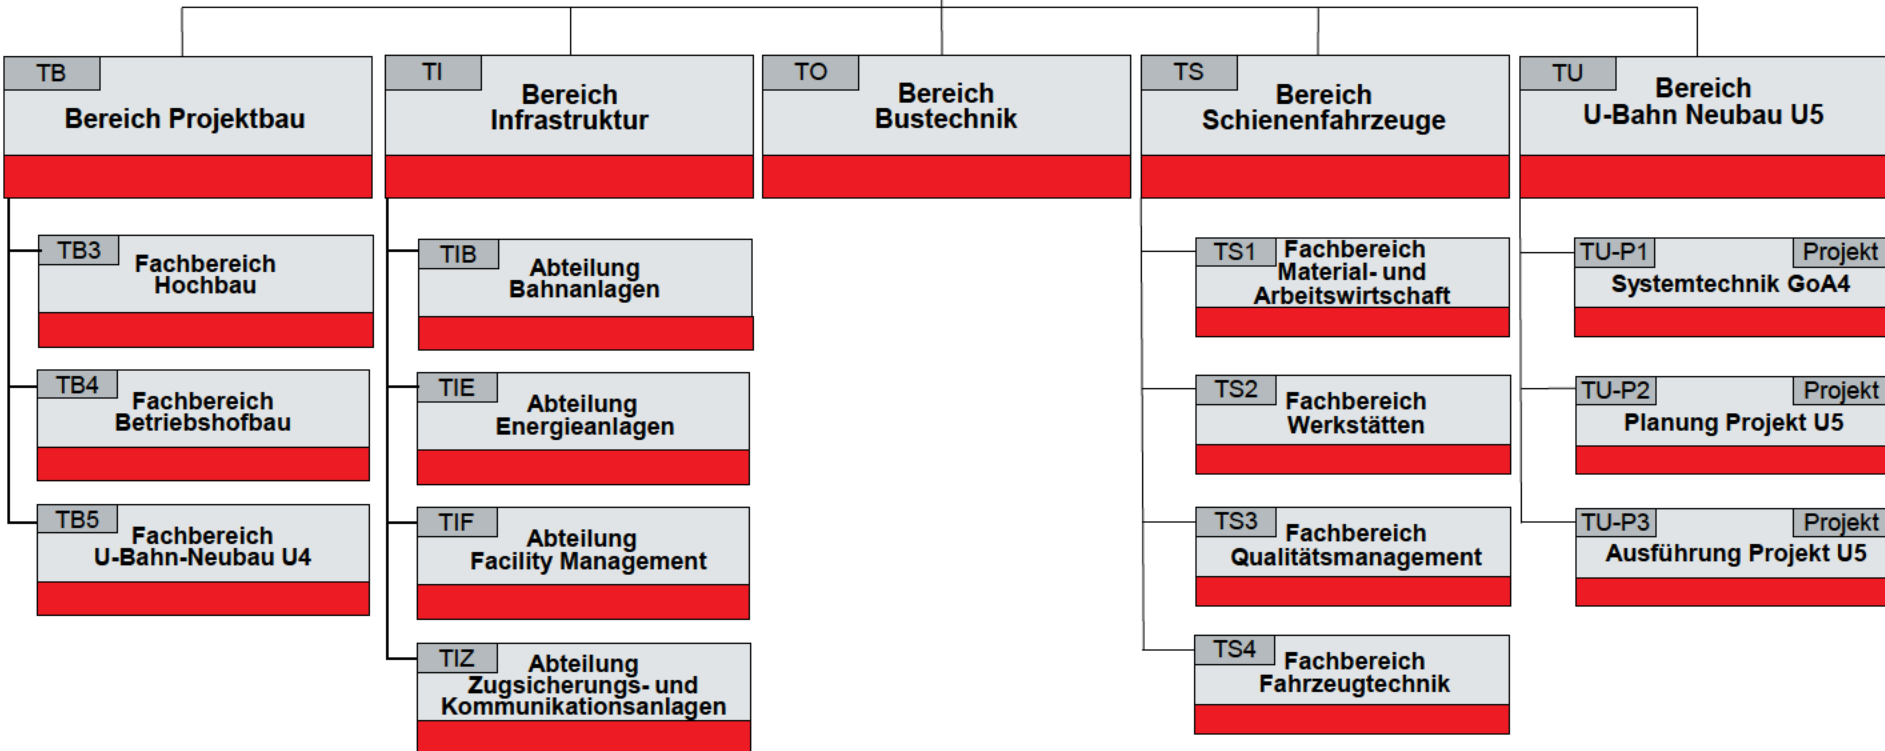 TB
Bereich Projektbau
TI
Bereich
Infrastruktur
TO
Bereich
Bustechnik
TS
Bereich
Schienenfahrzeuge
TU
Bereich
U-Bahn Neubau U5
TB3
Fachbereich
Hochbau
TB4
Fachbereich
Betriebshofbau
TB5
Fachbereich
U-Bahn-Neubau U4
TIB
Abteilung
Bahnanlagen
TIE
Abteilung
Energieanlagen
TIF
Abteilung
Facility Management
TIZ
Abteilung
Zugsicherungs- und
Kommunikationsanlagen
TS1
Fachbereich
Material- und
Arbeitswirtschaft
TS2
Fachbereich
Werkstätten
TS3
Fachbereich
Qualitätsmanagement
TS4
Fachbereich
Fahrzeugtechnik
TU-P1 Projekt
Systemtechnik GoA4
TU-P2 Projekt
Planung Projekt U5
TU-P3 Projekt
Ausführung Projekt U5